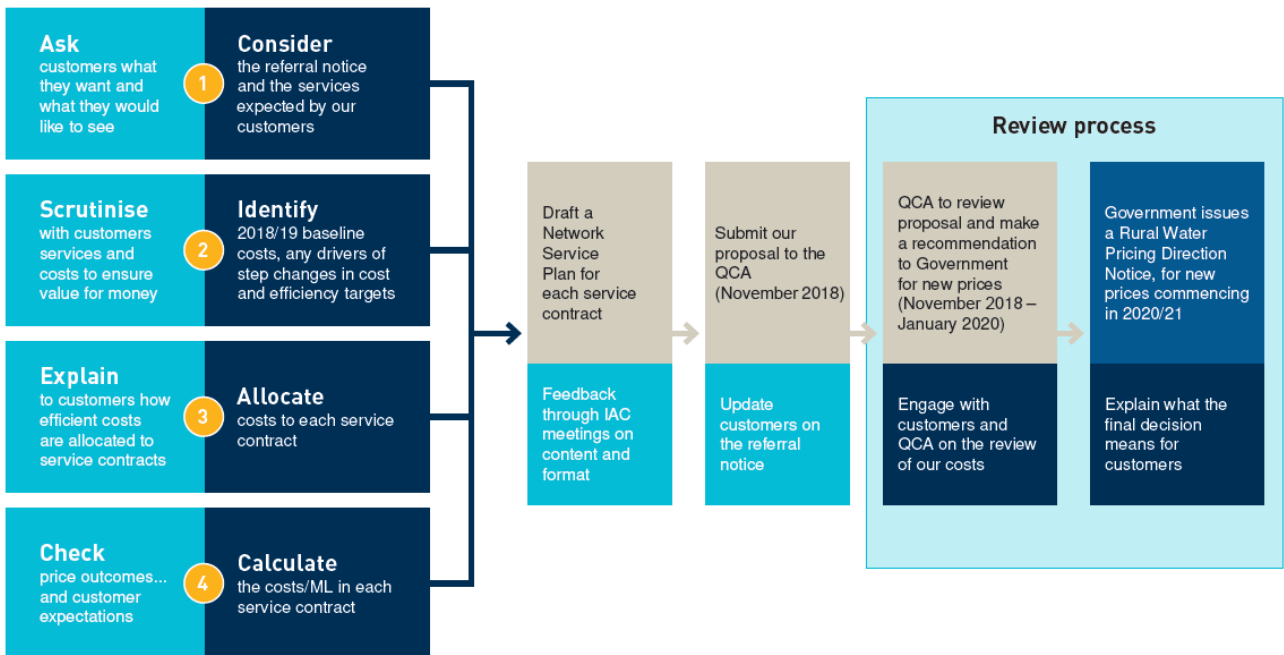 Ask
customers what
they want and
what they would
like to see
1
Consider
the referral notice
and the services
expected by our
customers
Scrutinise
with customers
services and
costs to ensure
value for money
2
Identify
2018/19 baseline
costs, any drivers of
step changes in cost
and efficiency targets
Explain
to customers how
efficient costs
are allocated to
service contracts
3
Allocate
costs to each service
contract
Check
price outcomes...
and customer
expectations
4
Calculate
the costs/ML in each
service contract
Draft a
Network
Service
Plan for
each service
contract
Feedback
through IAC
meetings on
content and
format
Submit our
proposal to the
QCA
(November 2018)
Update
customers on
the referral
notice
Review process
QCA to review
proposal and make
a recommendation
to Government
for new prices
(November 2018 –
January 2020)
Engage with
customers and
QCA on the review
of our costs
Government issues
a Rural Water
Pricing Direction
Notice, for new
prices commencing
in 2020/21
Explain what the
final decision
means for
customers